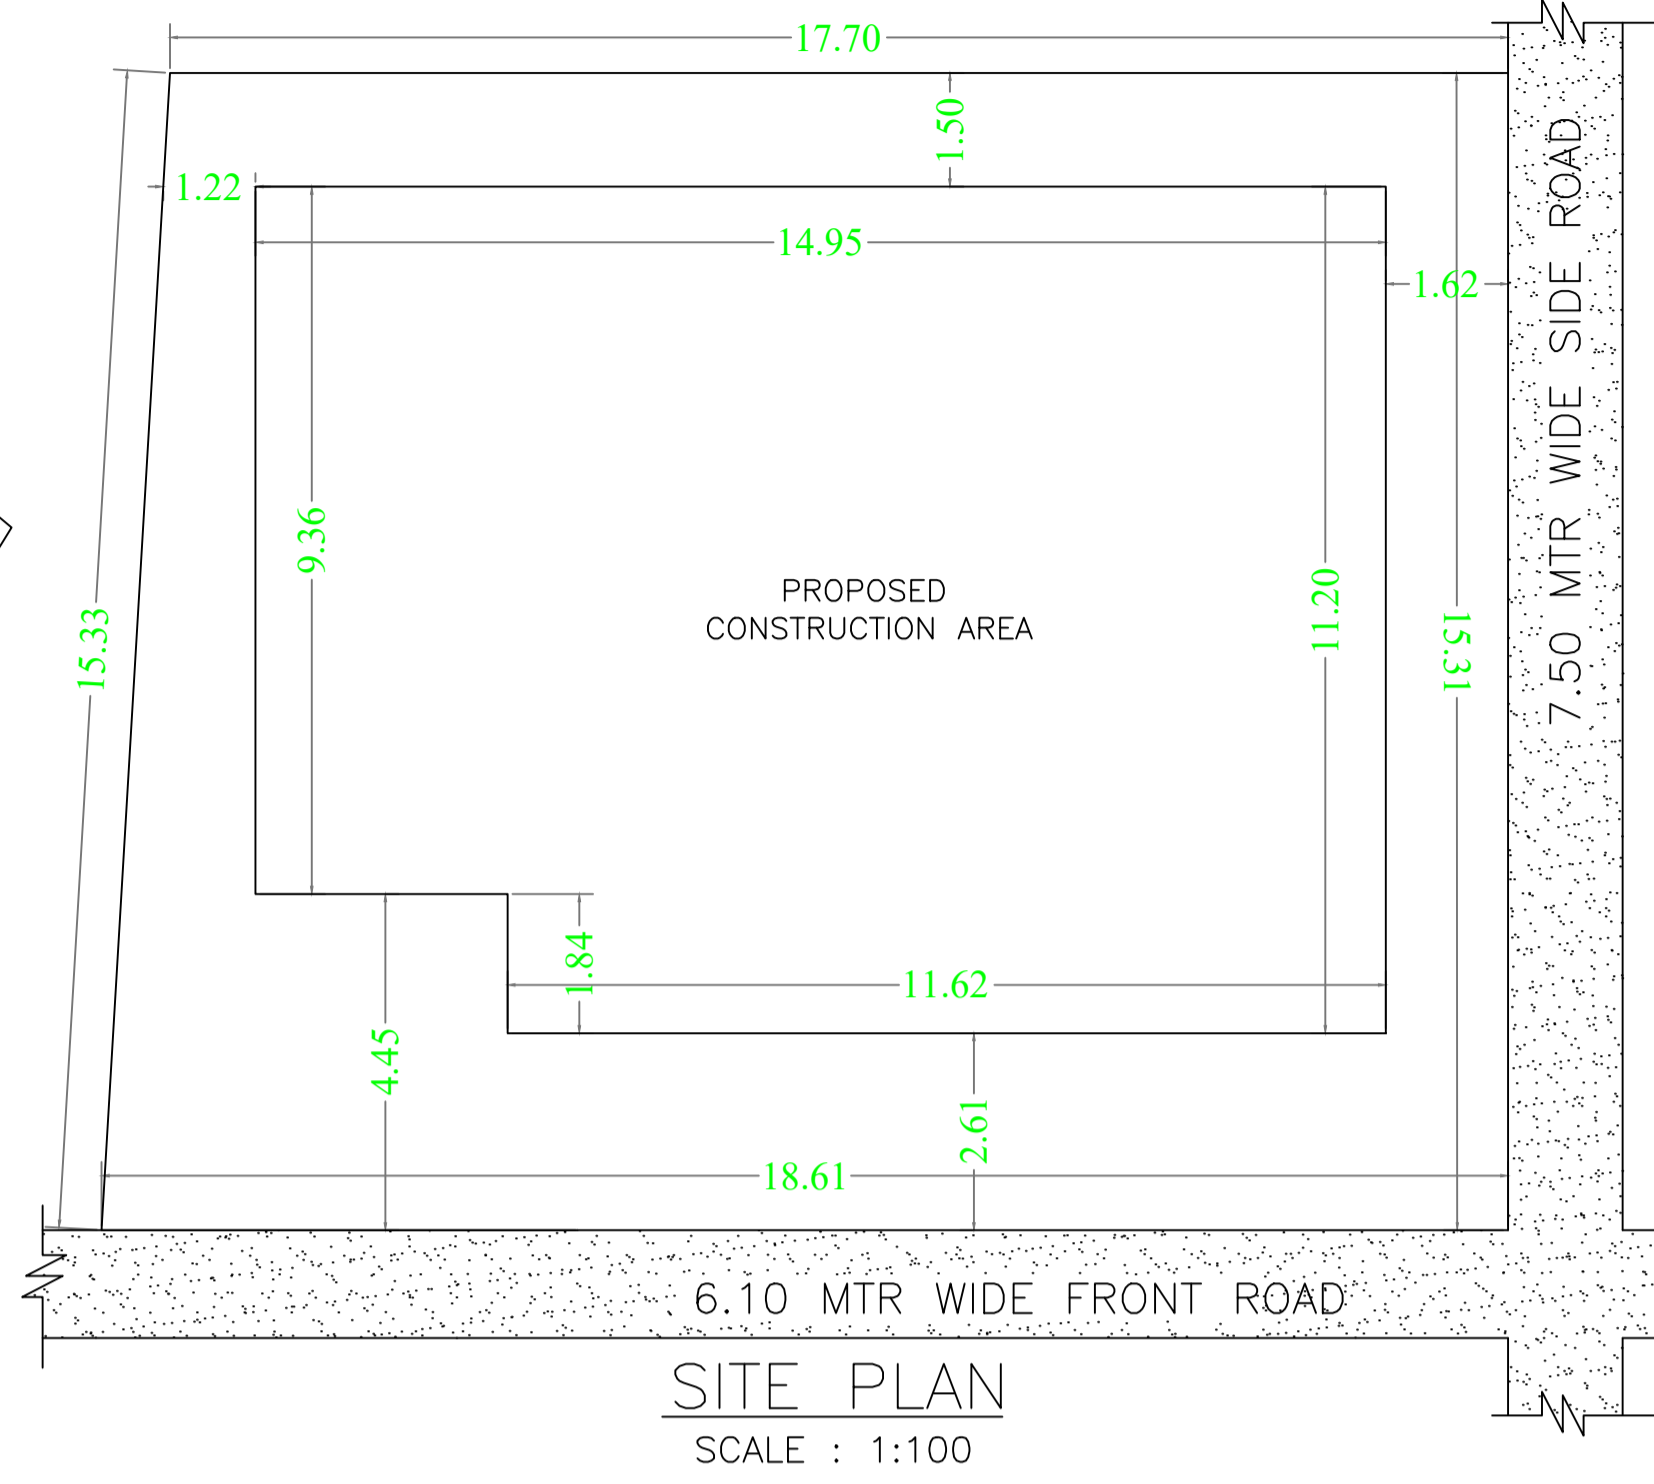 17.70
1.50
1.22
14.95
1.62
7.50 MTR WIDE SIDE ROAD
9.36
PROPOSED
CONSTRUCTION AREA
11.20
15.33
15.31
1.84
11.62
4.45
2.61
18.61
6.10 MTR WIDE FRONT ROAD
SITE PLAN
SCALE : 1:100